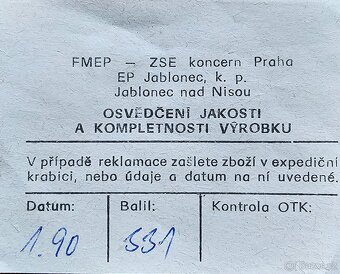 FMEP – ZSE koncern Praha
EP Jablonec, k. p.
Jablonec nad Nisou
OSVĚDČENÍ JAKOSTI
A KOMPLETNOSTI VÝROBKU
V případě reklamace zašlete zboží v expediční
krabici, nebo údaje a datum na ní uvedené.
Datum: Balil: Kontrola OTK:
1.90 531